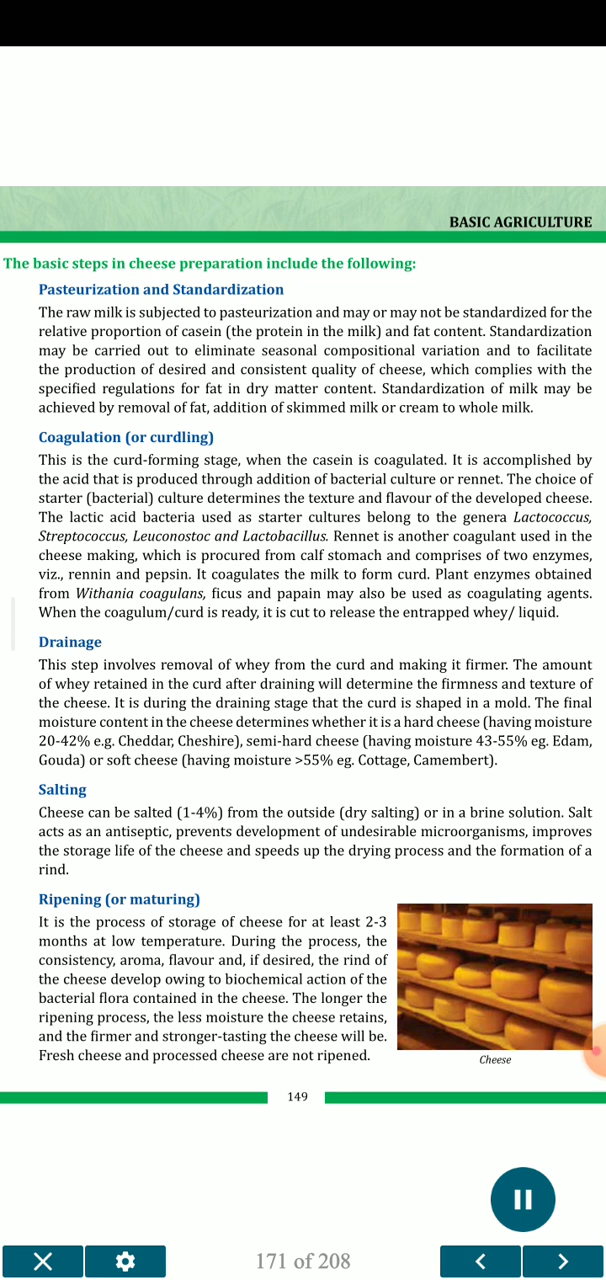 BASIC AGRICULTURE
The basic steps in cheese preparation include the following:
Pasteurization and Standardization
The raw milk is subjected to pasteurization and may or may not be standardized for the
relative proportion of casein (the protein in the milk) and fat content. Standardization
may be carried out to eliminate seasonal compositional variation and to facilitate
the production of desired and consistent quality of cheese, which complies with the
specified regulations for fat in dry matter content. Standardization of milk may be
achieved by removal of fat, addition of skimmed milk or cream to whole milk.
Coagulation (or curdling)
This is the curd-forming stage, when the casein is coagulated. It is accomplished by
the acid that is produced through addition of bacterial culture or rennet. The choice of
starter (bacterial) culture determines the texture and flavour of the developed cheese.
The lactic acid bacteria used as starter cultures belong to the genera Lactococcus,
Streptococcus, Leuconostoc and Lactobacillus. Rennet is another coagulant used in the
cheese making, which is procured from calf stomach and comprises of two enzymes,
viz., rennin and pepsin. It coagulates the milk to form curd. Plant enzymes obtained
from Withania coagulans, ficus and papain may also be used as coagulating agents.
When the coagulum/curd is ready, it is cut to release the entrapped whey/ liquid.
Drainage
This step involves removal of whey from the curd and making it firmer. The amount
of whey retained in the curd after draining will determine the firmness and texture of
the cheese. It is during the draining stage that the curd is shaped in a mold. The final
moisture content in the cheese determines whether it is a hard cheese (having moisture
20-42% e.g. Cheddar, Cheshire), semi-hard cheese (having moisture 43-55% eg. Edam,
Gouda) or soft cheese (having moisture >55% eg. Cottage, Camembert).
Salting
Cheese can be salted (1-4%) from the outside (dry salting) or in a brine solution. Salt
acts as an antiseptic, prevents development of undesirable microorganisms, improves
the storage life of the cheese and speeds up the drying process and the formation of a
rind.
Ripening (or maturing)
It is the process of storage of cheese for at least 2-3
months at low temperature. During the process, the
consistency, aroma, flavour and, if desired, the rind of
the cheese develop owing to biochemical action of the
bacterial flora contained in the cheese. The longer the
ripening process, the less moisture the cheese retains,
and the firmer and stronger-tasting the cheese will be.
Fresh cheese and processed cheese are not ripened.
Cheese
149
171 of 208